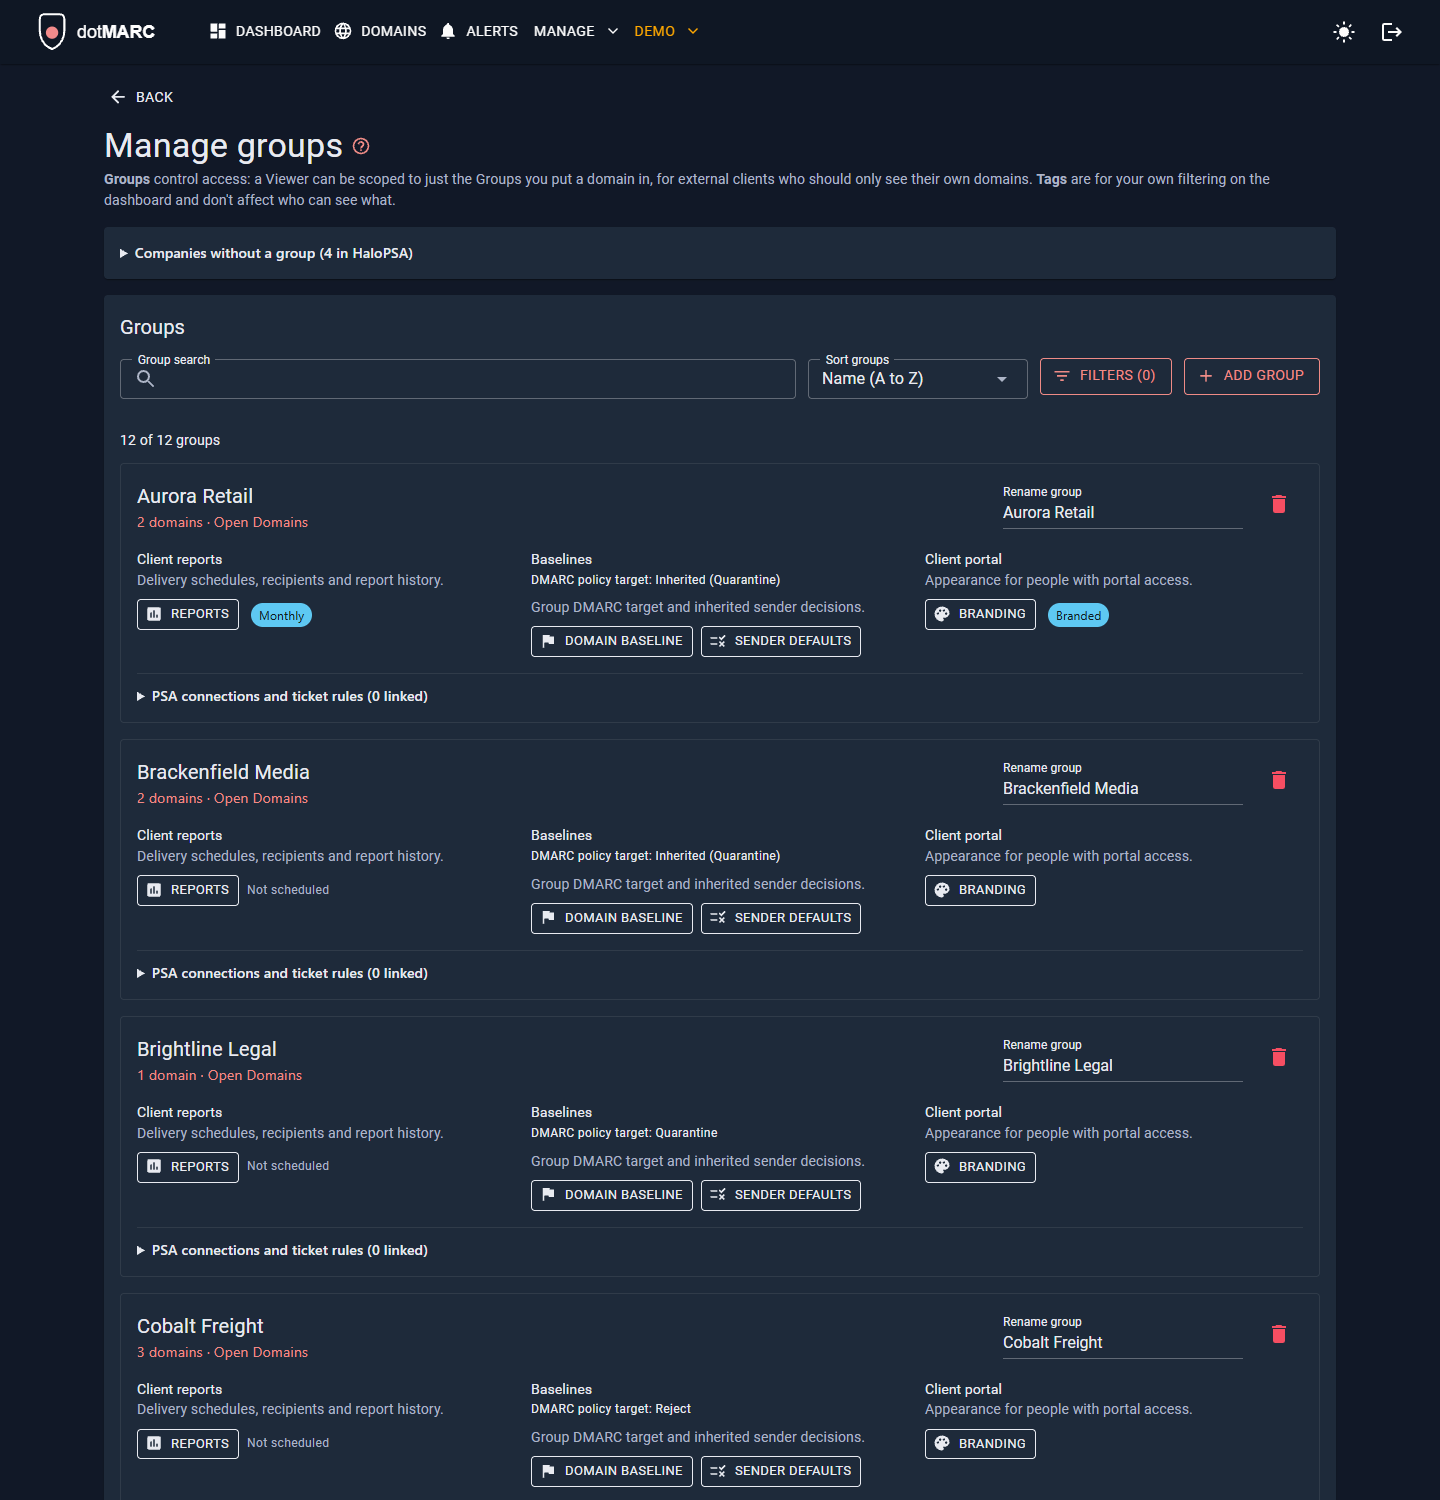 dotMARC
DASHBOARD
DOMAINS
ALERTS
MANAGE
DEMO
BACK
Manage groups
Groups control access: a Viewer can be scoped to just the Groups you put a domain in, for external clients who should only see their own domains. Tags are for your own filtering on the
dashboard and don't affect who can see what.
Companies without a group (4 in HaloPSA)
Groups
Group search
Sort groups
Name (A to Z)
FILTERS (0)
ADD GROUP
12 of 12 groups
Aurora Retail
2 domains · Open Domains
Rename group
Aurora Retail
Client reports
Delivery schedules, recipients and report history.
REPORTS
Monthly
Baselines
DMARC policy target: Inherited (Quarantine)
Group DMARC target and inherited sender decisions.
DOMAIN BASELINE
SENDER DEFAULTS
Client portal
Appearance for people with portal access.
BRANDING
Branded
PSA connections and ticket rules (0 linked)
Brackenfield Media
2 domains · Open Domains
Rename group
Brackenfield Media
Client reports
Delivery schedules, recipients and report history.
REPORTS
Not scheduled
Baselines
DMARC policy target: Inherited (Quarantine)
Group DMARC target and inherited sender decisions.
DOMAIN BASELINE
SENDER DEFAULTS
Client portal
Appearance for people with portal access.
BRANDING
PSA connections and ticket rules (0 linked)
Brightline Legal
1 domain · Open Domains
Rename group
Brightline Legal
Client reports
Delivery schedules, recipients and report history.
REPORTS
Not scheduled
Baselines
DMARC policy target: Quarantine
Group DMARC target and inherited sender decisions.
DOMAIN BASELINE
SENDER DEFAULTS
Client portal
Appearance for people with portal access.
BRANDING
PSA connections and ticket rules (0 linked)
Cobalt Freight
3 domains · Open Domains
Rename group
Cobalt Freight
Client reports
Delivery schedules, recipients and report history.
REPORTS
Not scheduled
Baselines
DMARC policy target: Reject
Group DMARC target and inherited sender decisions.
DOMAIN BASELINE
SENDER DEFAULTS
Client portal
Appearance for people with portal access.
BRANDING